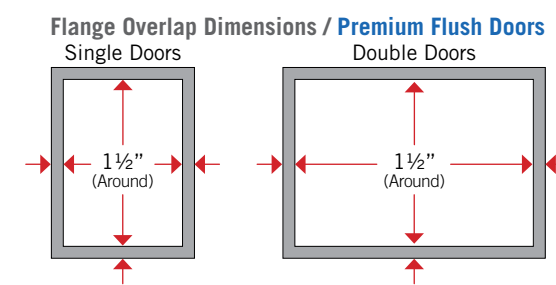 Flange Overlap Dimensions / Premium Flush Doors
Single Doors
Double Doors
1½”
(Around)
1½”
(Around)